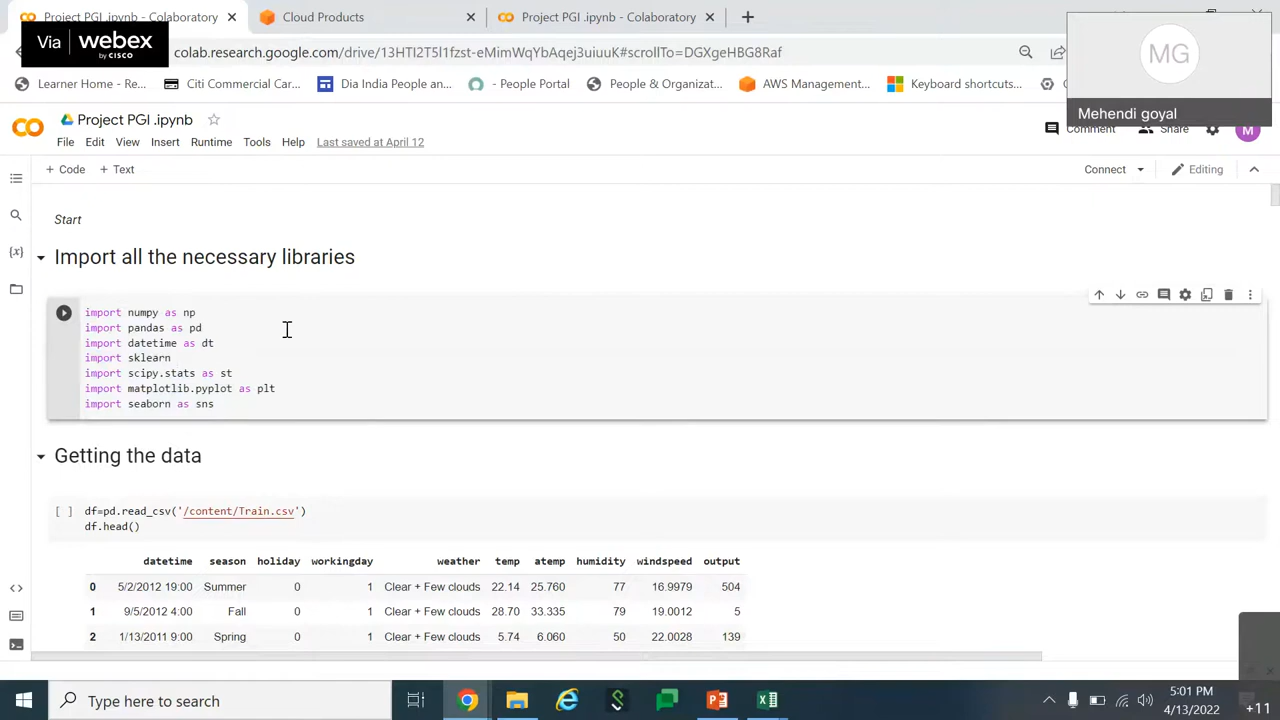 Project PGI .ipynb - Colaboratory
Cloud Products
Project PGI .ipynb - Colaboratory
Via webex by CISCO
colab.research.google.com/drive/13HTI2T5l1fzst-eMimWqYbAqej3uiuuK#scrollTo=DGXgeHBG8Raf
MG
Mehendi goyal
Learner Home - Re...
Citi Commercial Car...
Dia India People an...
- People Portal
People & Organizat...
AWS Management...
Keyboard shortcuts...
Project PGI .ipynb
File Edit View Insert Runtime Tools Help Last saved at April 12
Comment
Share
M
+ Code + Text
Connect
Editing
Start
Import all the necessary libraries
import numpy as np
import pandas as pd
import datetime as dt
import sklearn
import scipy.stats as st
import matplotlib.pyplot as plt
import seaborn as sns
Getting the data
[ ] df=pd.read_csv('/content/Train.csv')
df.head()
datetime season holiday workingday weather temp atemp humidity windspeed output
0 5/2/2012 19:00 Summer 0 1 Clear + Few clouds 22.14 25.760 77 16.9979 504
1 9/5/2012 4:00 Fall 0 1 Clear + Few clouds 28.70 33.335 79 19.0012 5
2 1/13/2011 9:00 Spring 0 1 Clear + Few clouds 5.74 6.060 50 22.0028 139
Type here to search
5:01 PM
4/13/2022
+11